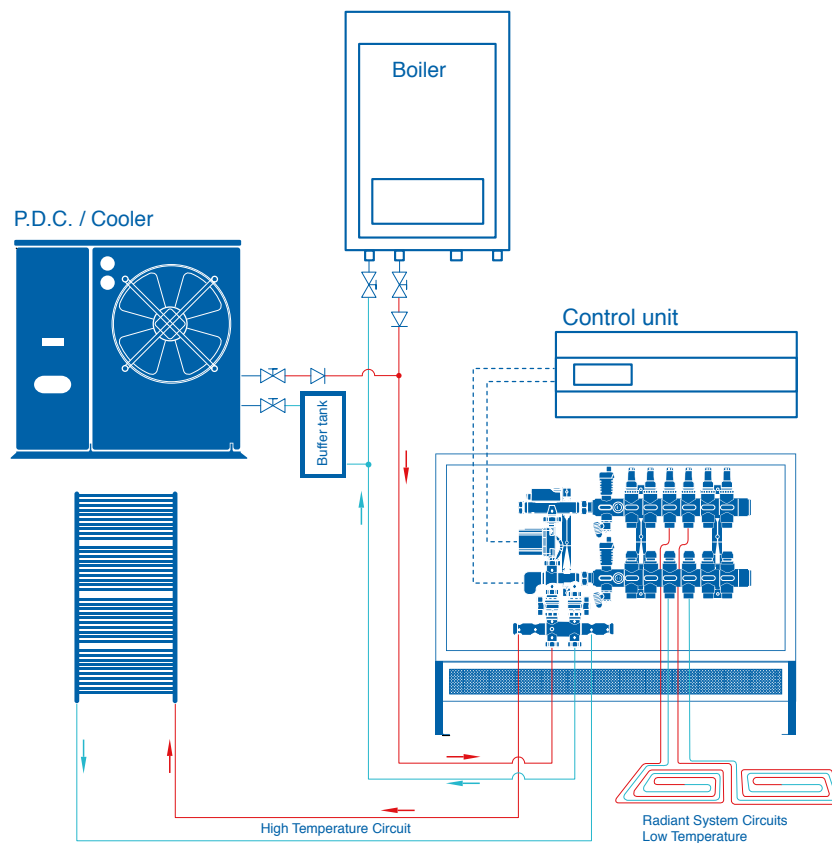 Boiler
P.D.C. / Cooler
Control unit
Buffer tank
High Temperature Circuit
Radiant System Circuits
Low Temperature